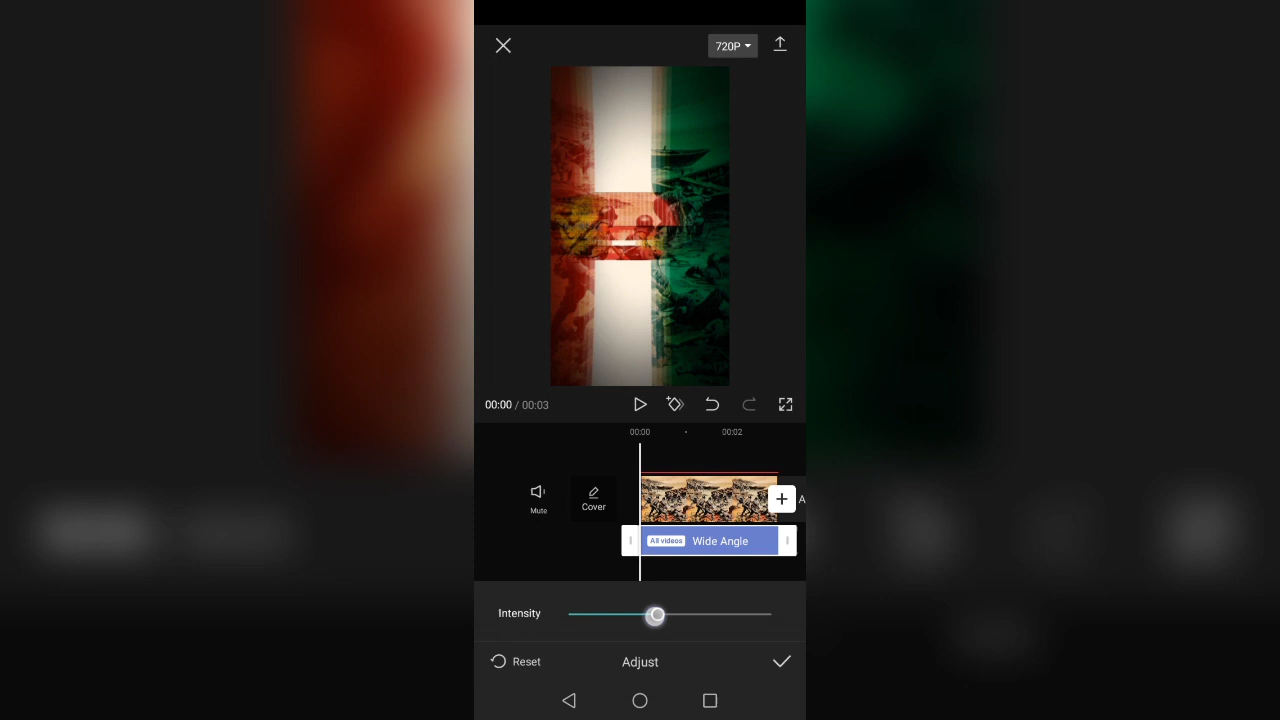 720P
00:00 / 00:03
00:00
00:02
Mute
Cover
A
All videos Wide Angle
Intensity
Reset
Adjust